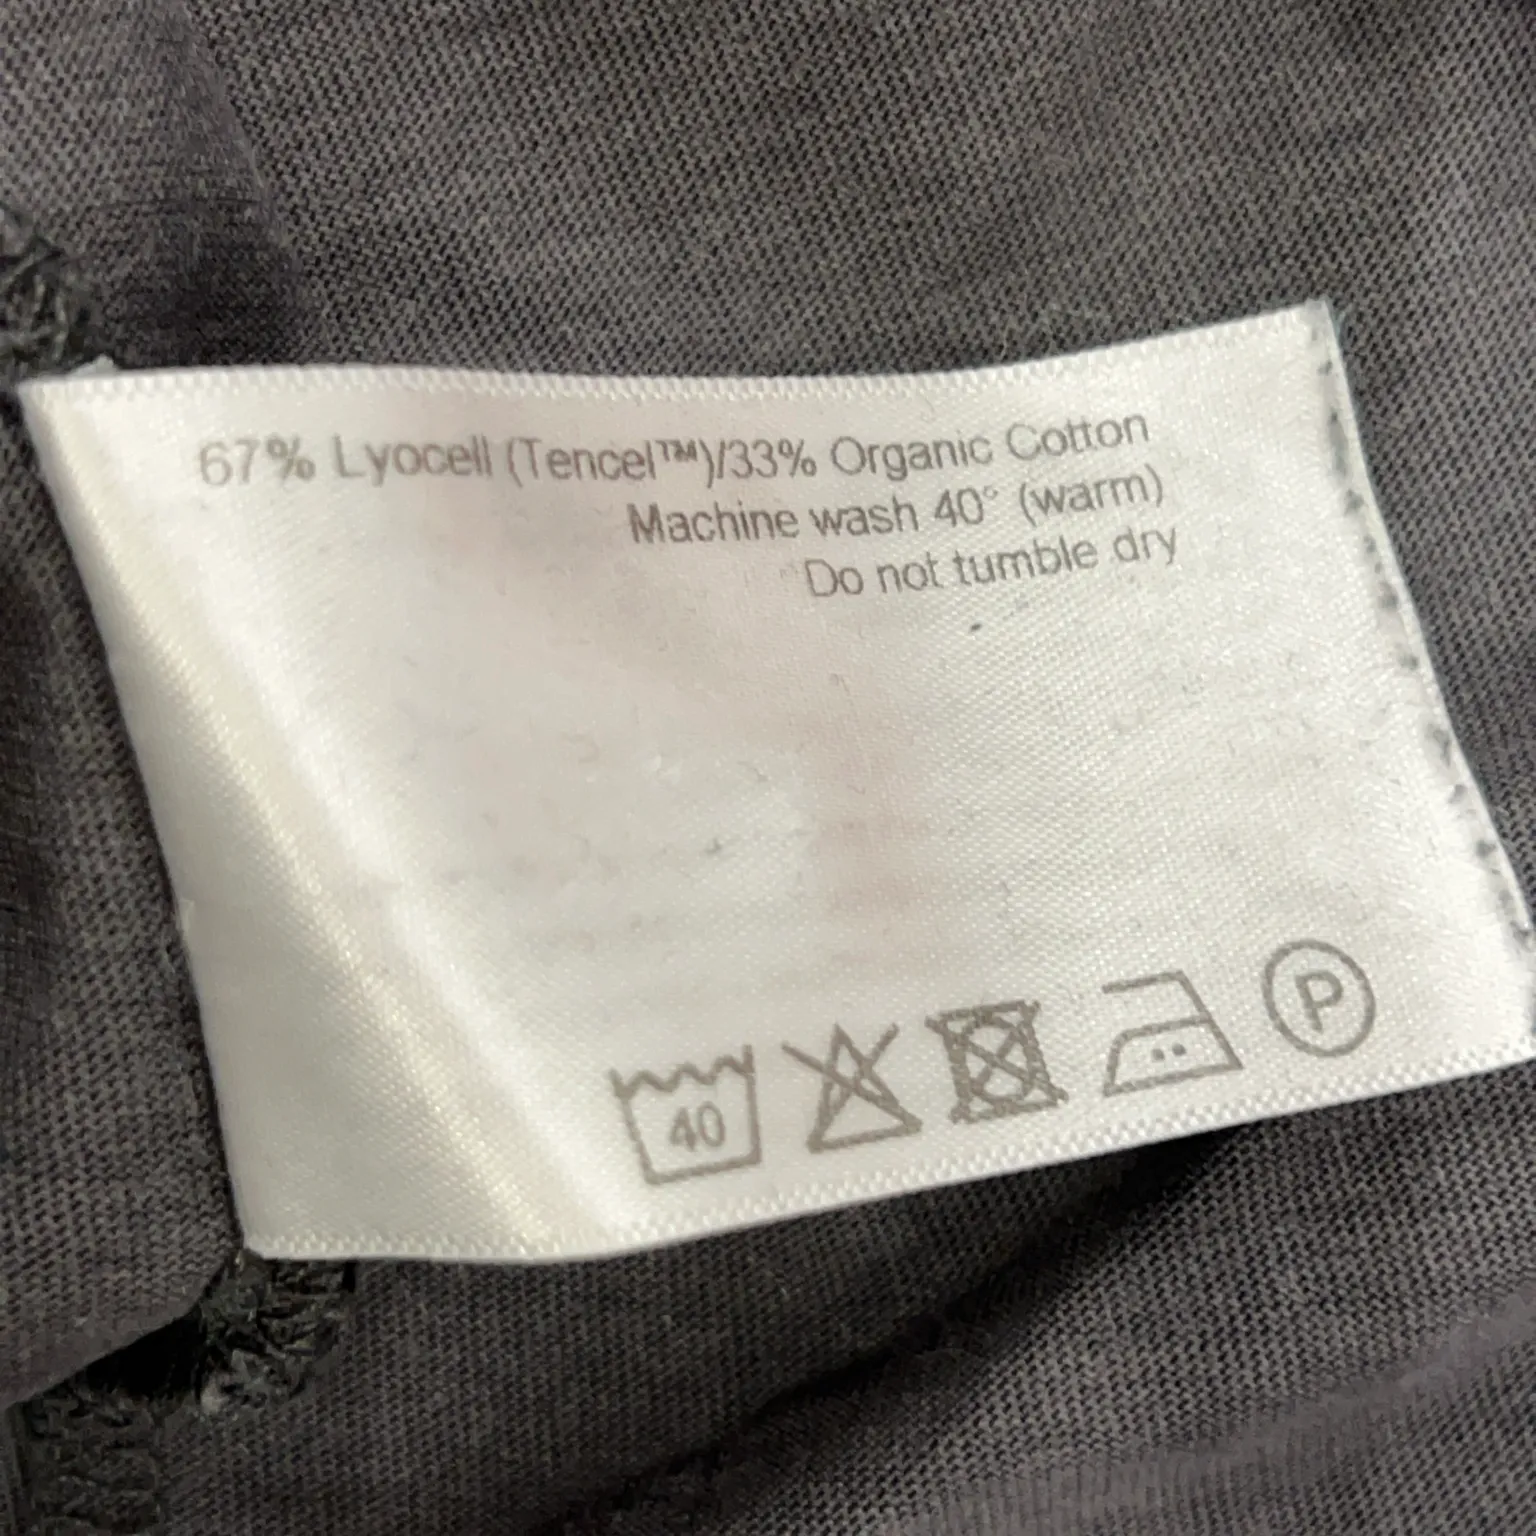 67% Lyocell (Tencel™)/33% Organic Cotton
Machine wash 40° (warm)
Do not tumble dry
40
P